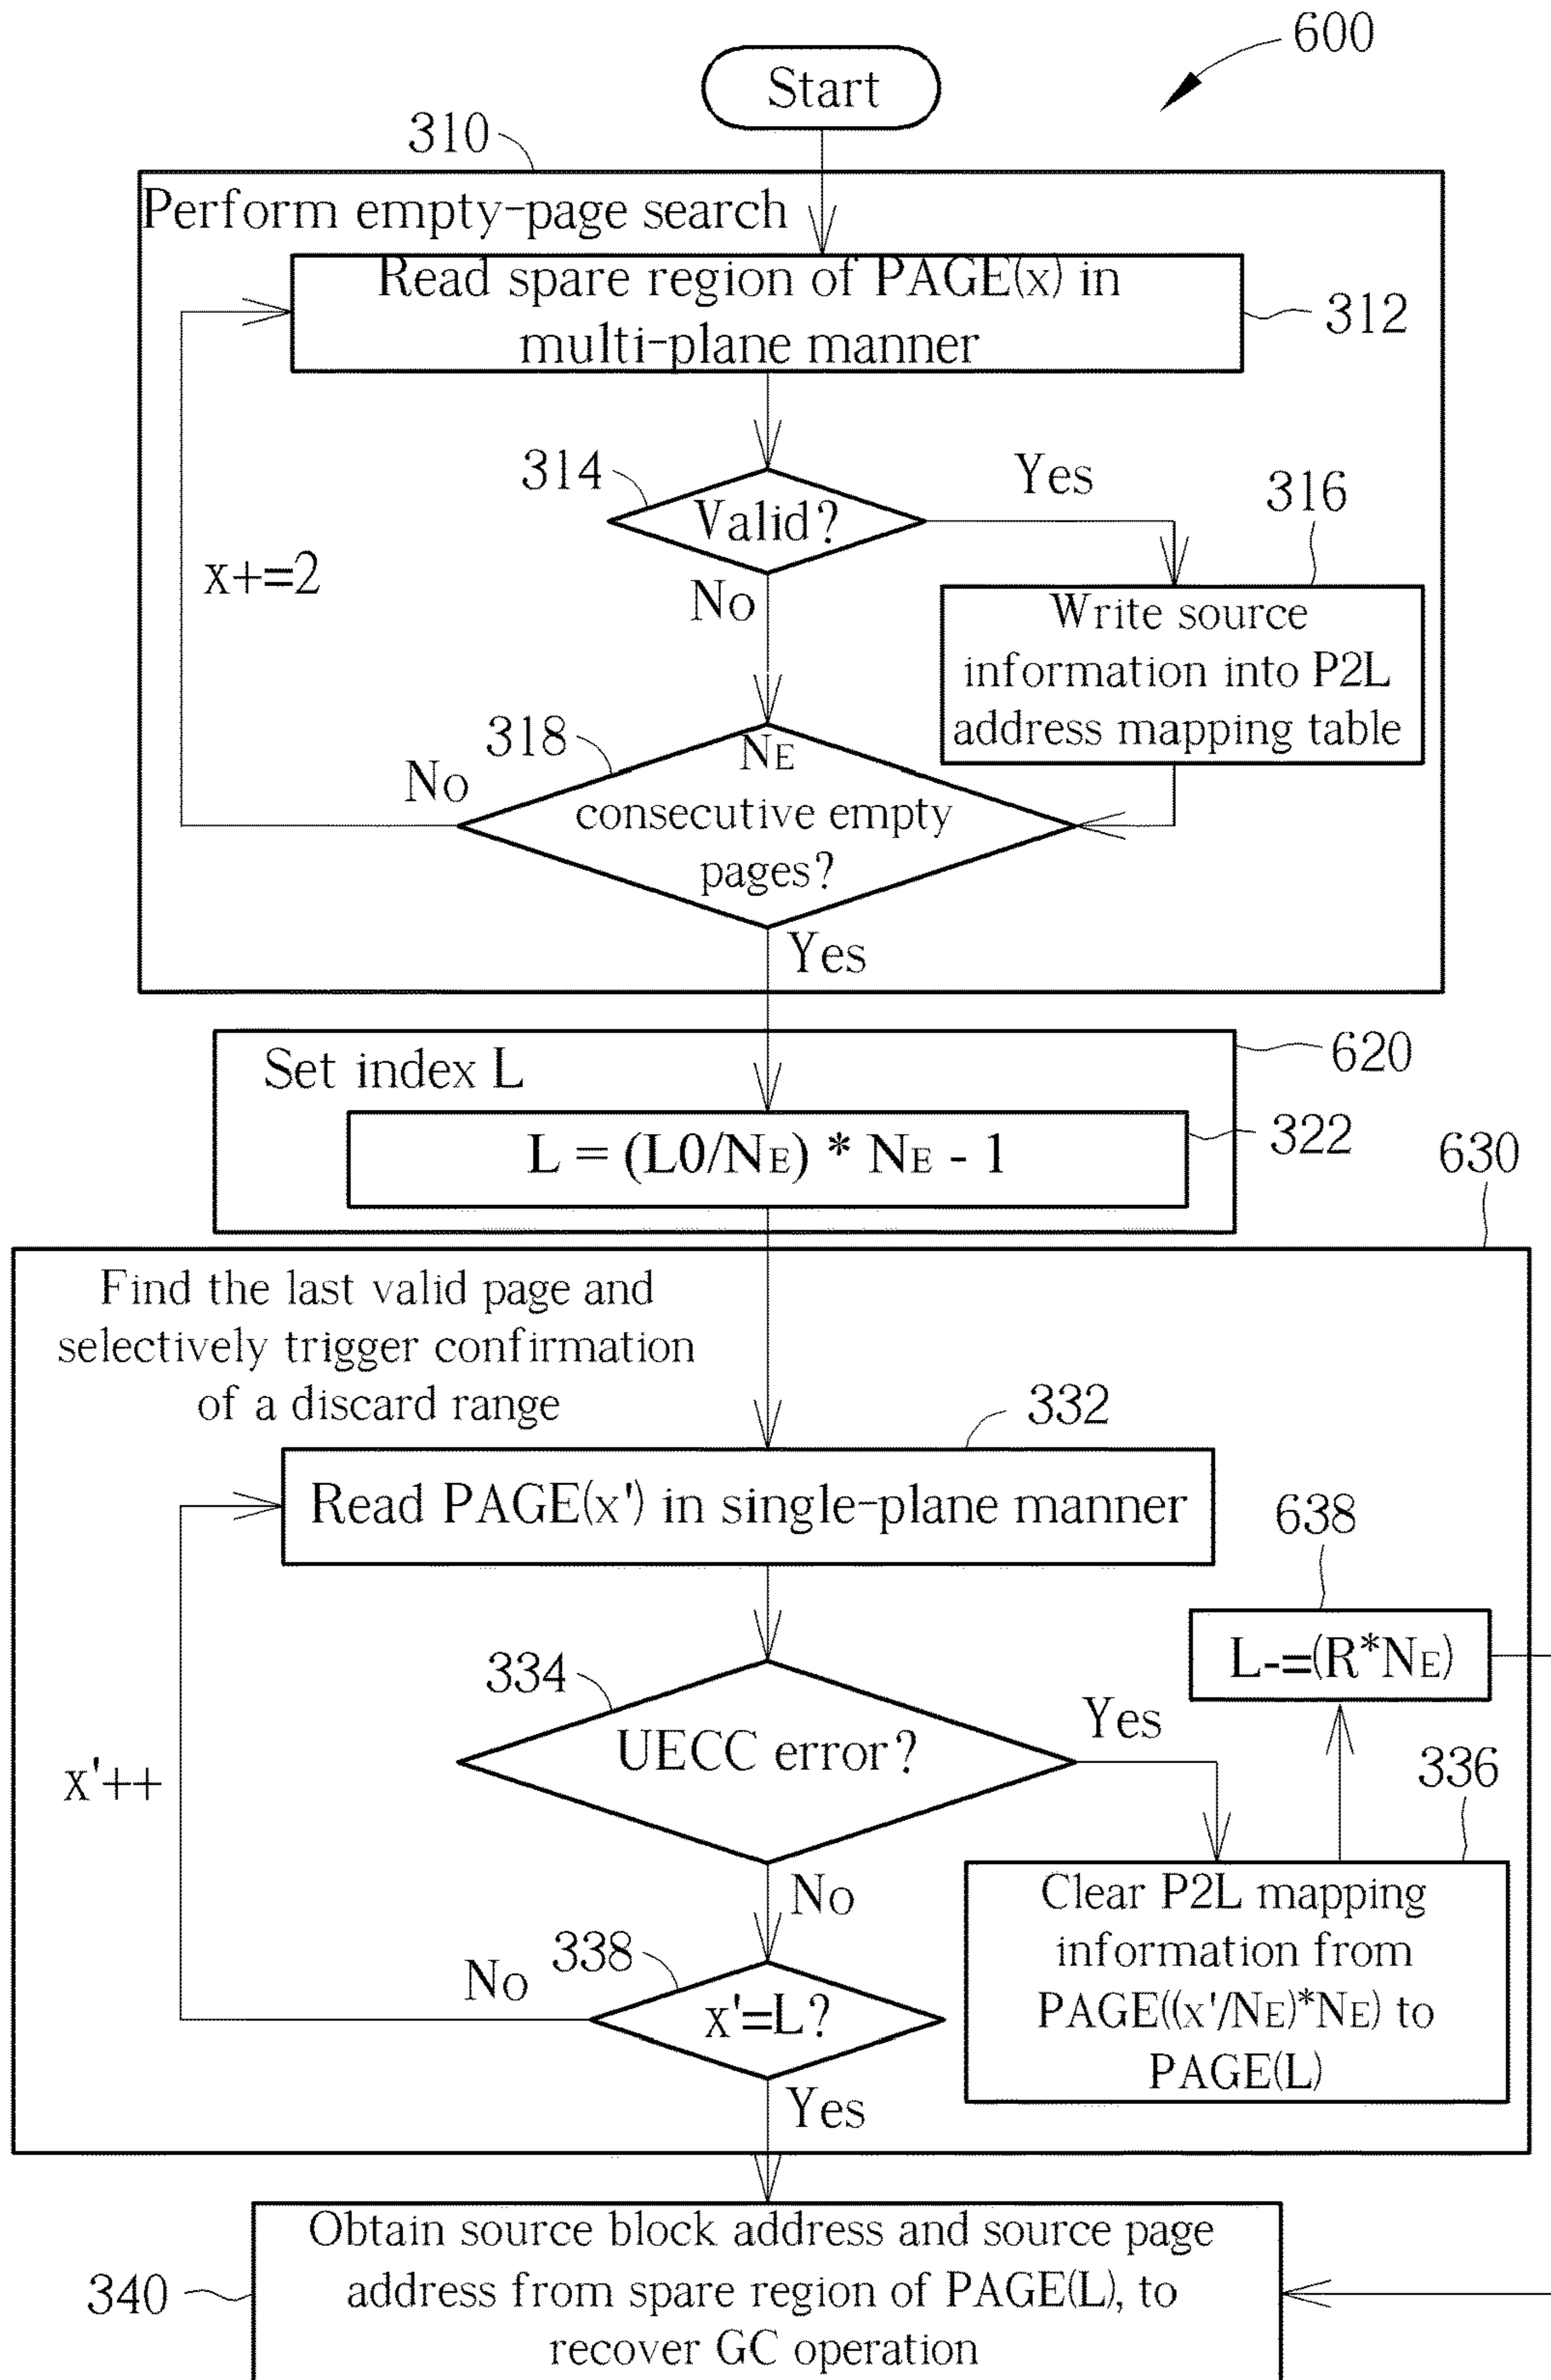 600
Start
310
Perform empty-page search
Read spare region of PAGE(x) in
multi-plane manner
312
314
Valid?
Yes
316
x+=2
No
Write source
information into P2L
address mapping table
318
No
NE
consecutive empty
pages?
Yes
620
Set index L
L = (L0/NE) * NE - 1
322
630
Find the last valid page and
selectively trigger confirmation
of a discard range
332
Read PAGE(x') in single-plane manner
638
L-=(R*NE)
334
UECC error?
Yes
x'++
336
No
Clear P2L mapping
information from
PAGE((x'/NE)*NE) to
PAGE(L)
338
No
x'=L?
Yes
Obtain source block address and source page
address from spare region of PAGE(L), to
recover GC operation
340